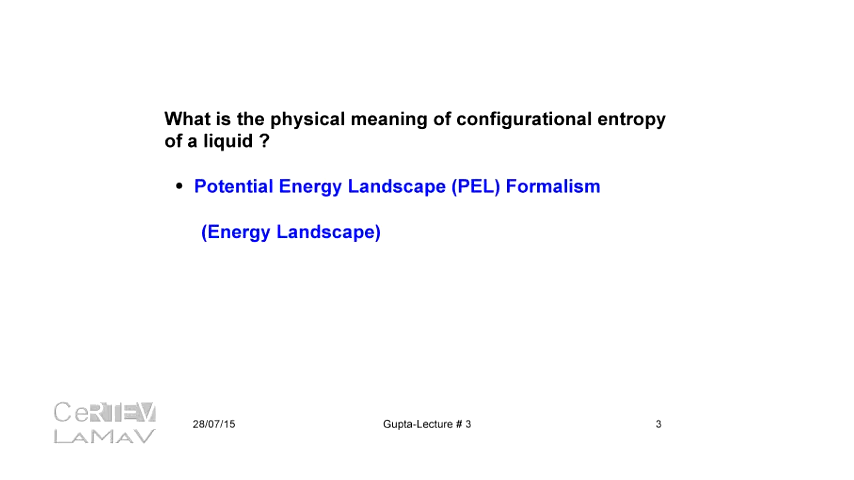 What is the physical meaning of configurational entropy
of a liquid ?
• Potential Energy Landscape (PEL) Formalism
(Energy Landscape)
CeRTEV
LAMAV
28/07/15 Gupta-Lecture # 3 3